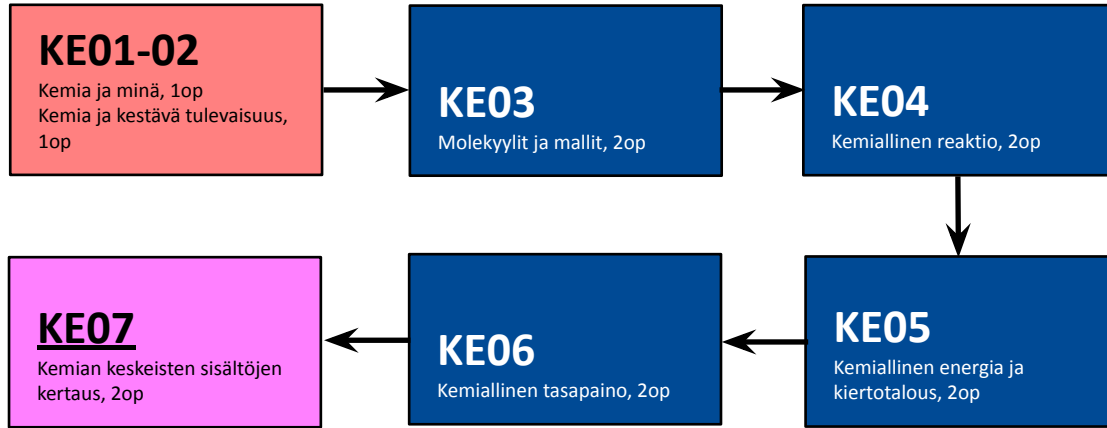 KE01-02
Kemia ja minä, 1op
Kemia ja kestävä tulevaisuus,
1op
KE03
Molekyylit ja mallit, 2op
KE04
Kemiallinen reaktio, 2op
KE05
Kemiallinen energia ja
kiertotalous, 2op
KE06
Kemiallinen tasapaino, 2op
KE07
Kemian keskeisten sisältöjen
kertaus, 2op